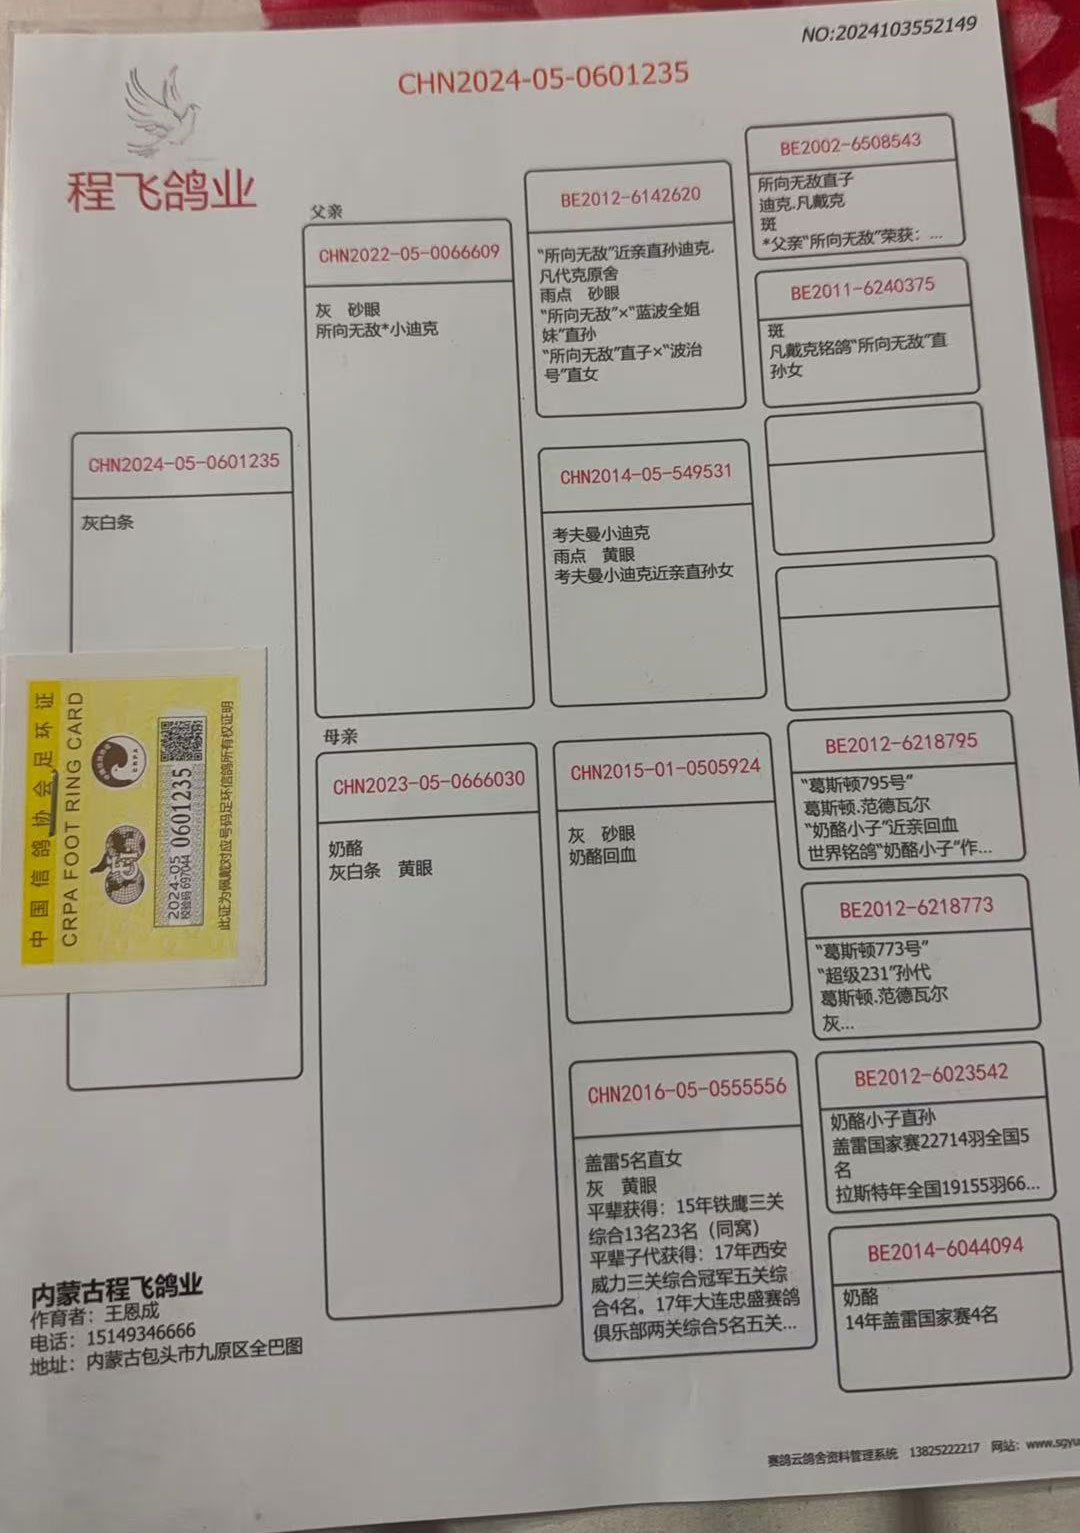 NO:2024103552149
CHN2024-05-0601235
程飞鸽业
CHN2024-05-0601235
灰白条
中国信鸽协会足环证
CRPA FOOT RING CARD
CRPA
2024-05 0601235
校验码 697044
此证为佩戴对应号码足环信鸽所有权证明
父亲
CHN2022-05-0066609
灰 砂眼
所向无敌*小迪克
母亲
CHN2023-05-0666030
奶酪
灰白条 黄眼
BE2012-6142620
“所向无敌”近亲直孙迪克.
凡代克原舍
雨点 砂眼
“所向无敌”×“蓝波全姐
妹”直孙
“所向无敌”直子×“波治
号”直女
CHN2014-05-549531
考夫曼小迪克
雨点 黄眼
考夫曼小迪克近亲直孙女
CHN2015-01-0505924
灰 砂眼
奶酪回血
CHN2016-05-0555556
盖雷5名直女
灰 黄眼
平辈获得：15年铁鹰三关
综合13名23名（同窝）
平辈子代获得：17年西安
威力三关综合冠军五关综
合4名。17年大连忠盛赛鸽
俱乐部两关综合5名五关...
BE2002-6508543
所向无敌直子
迪克.凡戴克
斑
*父亲“所向无敌”荣获：...
BE2011-6240375
斑
凡戴克铭鸽“所向无敌”直
孙女
BE2012-6218795
“葛斯顿795号”
葛斯顿.范德瓦尔
“奶酪小子”近亲回血
世界铭鸽“奶酪小子”作...
BE2012-6218773
“葛斯顿773号”
“超级231”孙代
葛斯顿.范德瓦尔
灰...
BE2012-6023542
奶酪小子直孙
盖雷国家赛22714羽全国5
名
拉斯特年全国19155羽66...
BE2014-6044094
奶酪
14年盖雷国家赛4名
内蒙古程飞鸽业
作育者：王恩成
电话：15149346666
地址：内蒙古包头市九原区全巴图
赛鸽云鸽舍资料管理系统 13825222217 网站：www.sgyu